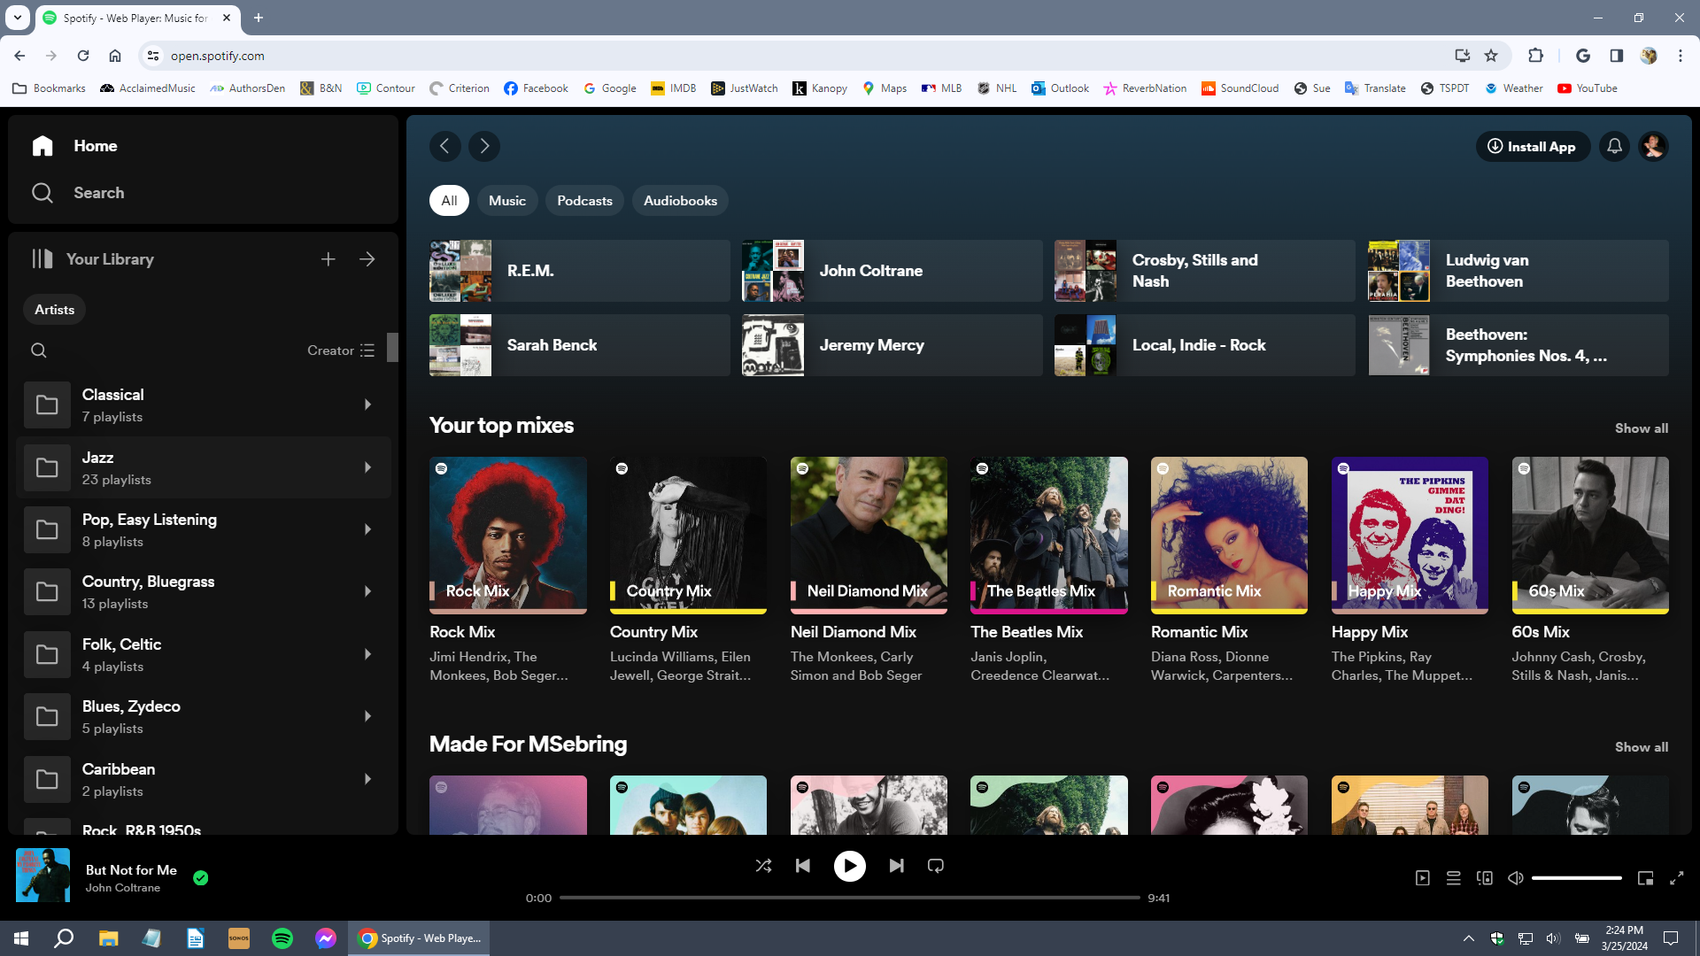 Spotify - Web Player: Music for
open.spotify.com
Bookmarks AcclaimedMusic AuthorsDen B&N Contour Criterion Facebook Google IMDB JustWatch Kanopy Maps MLB NHL Outlook ReverbNation SoundCloud Sue Translate TSPDT Weather YouTube
Home
Search
Your Library
Artists
Creator
Classical
7 playlists
Jazz
23 playlists
Pop, Easy Listening
8 playlists
Country, Bluegrass
13 playlists
Folk, Celtic
4 playlists
Blues, Zydeco
5 playlists
Caribbean
2 playlists
Rock, R&B 1950s
Install App
All Music Podcasts Audiobooks
R.E.M.
John Coltrane
Crosby, Stills and
Nash
Ludwig van
Beethoven
Sarah Benck
Jeremy Mercy
Local, Indie - Rock
Beethoven:
Symphonies Nos. 4, ...
Your top mixes
Show all
Rock Mix
Rock Mix
Jimi Hendrix, The
Monkees, Bob Seger...
Country Mix
Country Mix
Lucinda Williams, Eilen
Jewell, George Strait...
Neil Diamond Mix
Neil Diamond Mix
The Monkees, Carly
Simon and Bob Seger
The Beatles Mix
The Beatles Mix
Janis Joplin,
Creedence Clearwat...
Romantic Mix
Romantic Mix
Diana Ross, Dionne
Warwick, Carpenters...
THE PIPKINS
GIMME
DAT
DING!
Happy Mix
Happy Mix
The Pipkins, Ray
Charles, The Muppet...
60s Mix
60s Mix
Johnny Cash, Crosby,
Stills & Nash, Janis...
Made For MSebring
Show all
But Not for Me
John Coltrane
0:00
9:41
SONOS
Spotify - Web Playe...
2:24 PM
3/25/2024